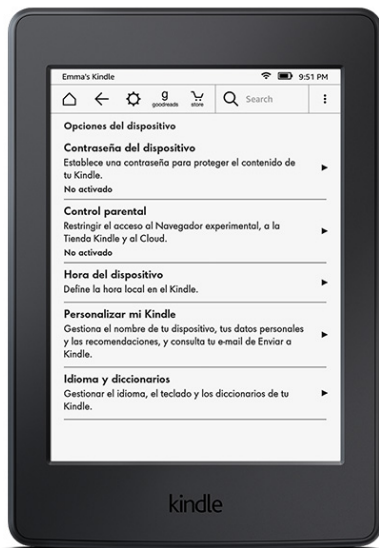 Emma's Kindle 9:51 PM
goodreads store Search
Opciones del dispositivo
Contraseña del dispositivo
Establece una contraseña para proteger el contenido de
tu Kindle.
No activado
Control parental
Restringir el acceso al Navegador experimental, a la
Tienda Kindle y al Cloud.
No activado
Hora del dispositivo
Define la hora local en el Kindle.
Personalizar mi Kindle
Gestiona el nombre de tu dispositivo, tus datos personales
y las recomendaciones, y consulta tu e-mail de Enviar a
Kindle.
Idioma y diccionarios
Gestionar el idioma, el teclado y los diccionarios de tu
Kindle.
kindle